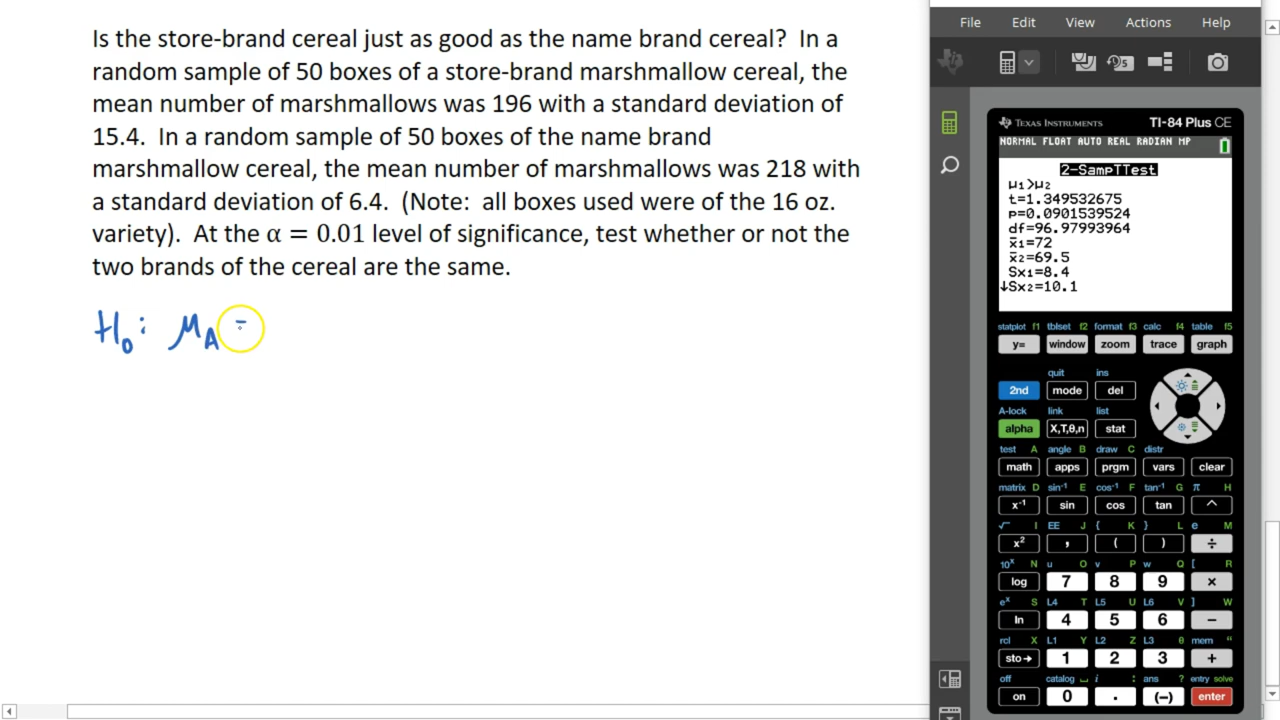 Is the store-brand cereal just as good as the name brand cereal? In a
random sample of 50 boxes of a store-brand marshmallow cereal, the
mean number of marshmallows was 196 with a standard deviation of
15.4. In a random sample of 50 boxes of the name brand
marshmallow cereal, the mean number of marshmallows was 218 with
a standard deviation of 6.4. (Note: all boxes used were of the 16 oz.
variety). At the α = 0.01 level of significance, test whether or not the
two brands of the cereal are the same.
H₀: μ_A =
File Edit View Actions Help
TEXAS INSTRUMENTS TI-84 Plus CE
NORMAL FLOAT AUTO REAL RADIAN MP
2-SampTTest
μ₁>μ₂
t=1.349532675
p=0.0901539524
df=96.97993964
x̄₁=72
x̄₂=69.5
Sx₁=8.4
↓Sx₂=10.1
statplot f1 tblset f2 format f3 calc f4 table f5
y= window zoom trace graph
quit ins
2nd mode del
A-lock link list
alpha X,T,θ,n stat
test A angle B draw C distr
math apps prgm vars clear
matrix D sin⁻¹ E cos⁻¹ F tan⁻¹ G π H
x⁻¹ sin cos tan ^
√ I EE J { K } L e M
x² , ( ) ÷
10ˣ N u O v P w Q [ R
log 7 8 9 ×
eˣ S L4 T L5 U L6 V ] W
ln 4 5 6 −
rcl X L1 Y L2 Z L3 θ mem "
sto→ 1 2 3 +
off catalog ⎵ i : ans ? entry solve
on 0 . (−) enter